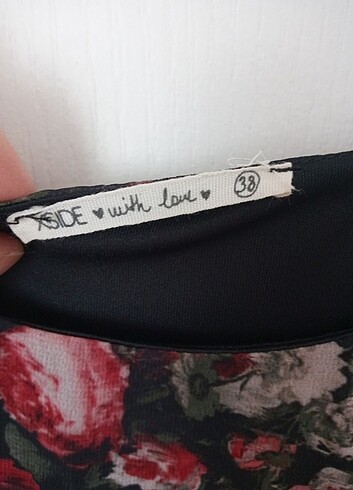 XSIDE ♥ with love ♥ 38